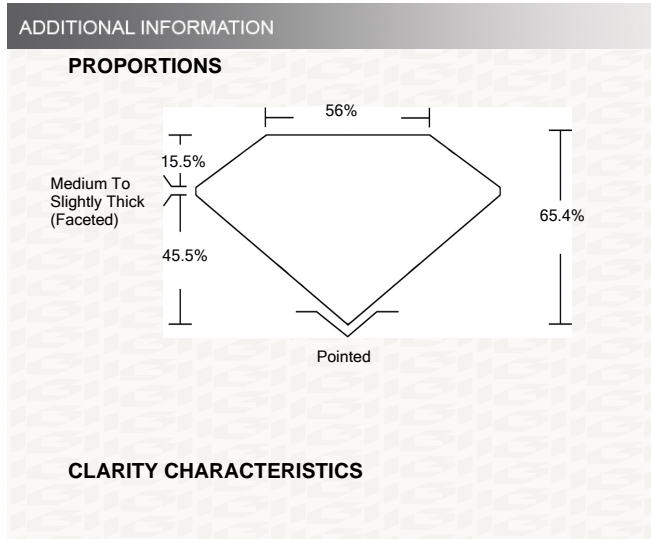 ADDITIONAL INFORMATION
PROPORTIONS
56%
15.5%
Medium To
Slightly Thick
(Faceted)
65.4%
45.5%
Pointed
CLARITY CHARACTERISTICS